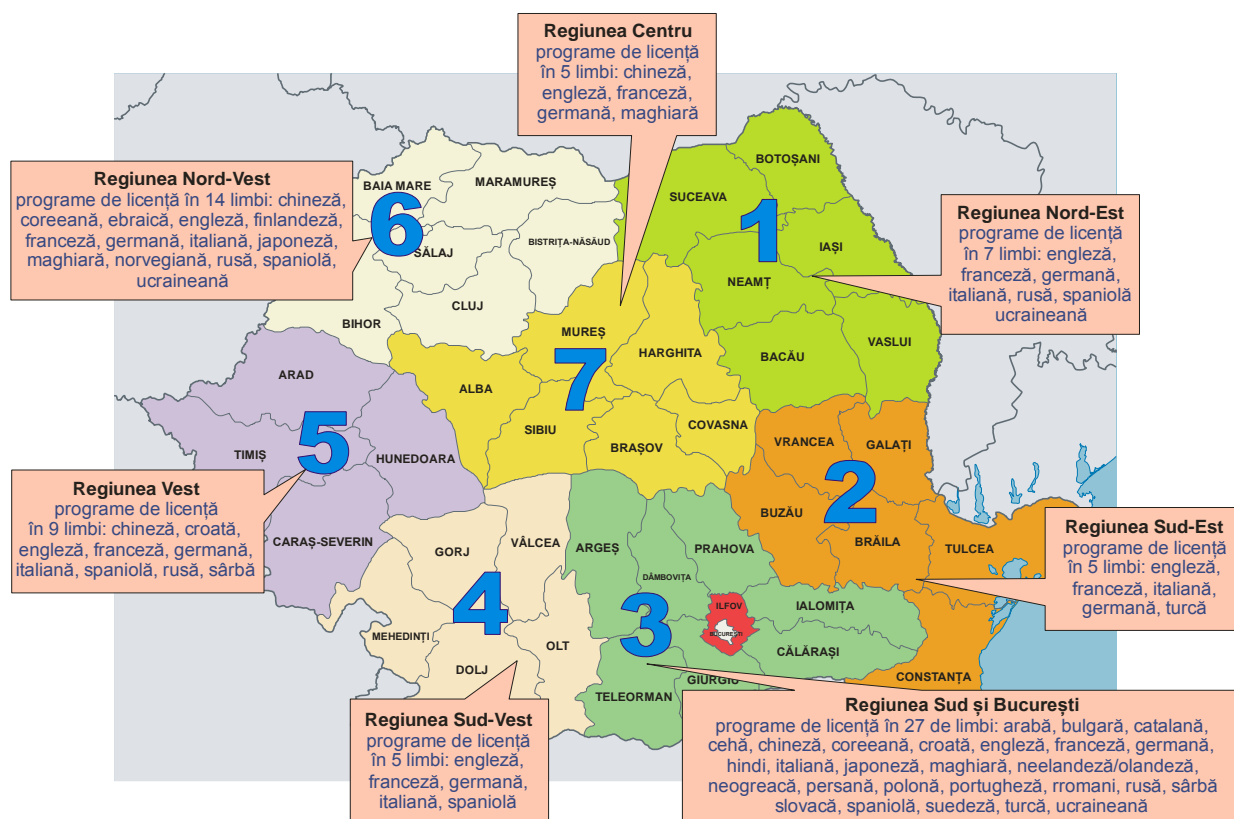 Regiunea Centru
programe de licență
în 5 limbi: chineză,
engleză, franceză,
germană, maghiară
Regiunea Nord-Vest
programe de licență în 14 limbi: chineză,
coreeană, ebraică, engleză, finlandeză,
franceză, germană, italiană, japoneză,
maghiară, norvegiană, rusă, spaniolă,
ucraineană
Regiunea Nord-Est
programe de licență
în 7 limbi: engleză,
franceză, germană,
italiană, rusă, spaniolă
ucraineană
BAIA MARE
MARAMUREȘ
6
SĂLAJ
BISTRIȚA-NĂSĂUD
CLUJ
BIHOR
BOTOȘANI
SUCEAVA
1
IAȘI
NEAMȚ
BACĂU
VASLUI
MUREȘ
7
HARGHITA
ALBA
SIBIU
BRAȘOV
COVASNA
ARAD
5
TIMIȘ
HUNEDOARA
CARAȘ-SEVERIN
VRANCEA
GALAȚI
2
BUZĂU
BRĂILA
TULCEA
CONSTANȚA
Regiunea Vest
programe de licență
în 9 limbi: chineză, croată,
engleză, franceză, germană,
italiană, spaniolă, rusă, sârbă
Regiunea Sud-Est
programe de licență
în 5 limbi: engleză,
franceză, italiană,
germană, turcă
GORJ
VÂLCEA
4
MEHEDINȚI
OLT
DOLJ
ARGEȘ
PRAHOVA
DÂMBOVIȚA
3
ILFOV
BUCUREȘTI
IALOMIȚA
CĂLĂRAȘI
GIURGIU
TELEORMAN
Regiunea Sud-Vest
programe de licență
în 5 limbi: engleză,
franceză, germană,
italiană, spaniolă
Regiunea Sud și București
programe de licență în 27 de limbi: arabă, bulgară, catalană,
cehă, chineză, coreeană, croată, engleză, franceză, germană,
hindi, italiană, japoneză, maghiară, neelandeză/olandeză,
neogreacă, persană, polonă, portugheză, rromani, rusă, sârbă
slovacă, spaniolă, suedeză, turcă, ucraineană